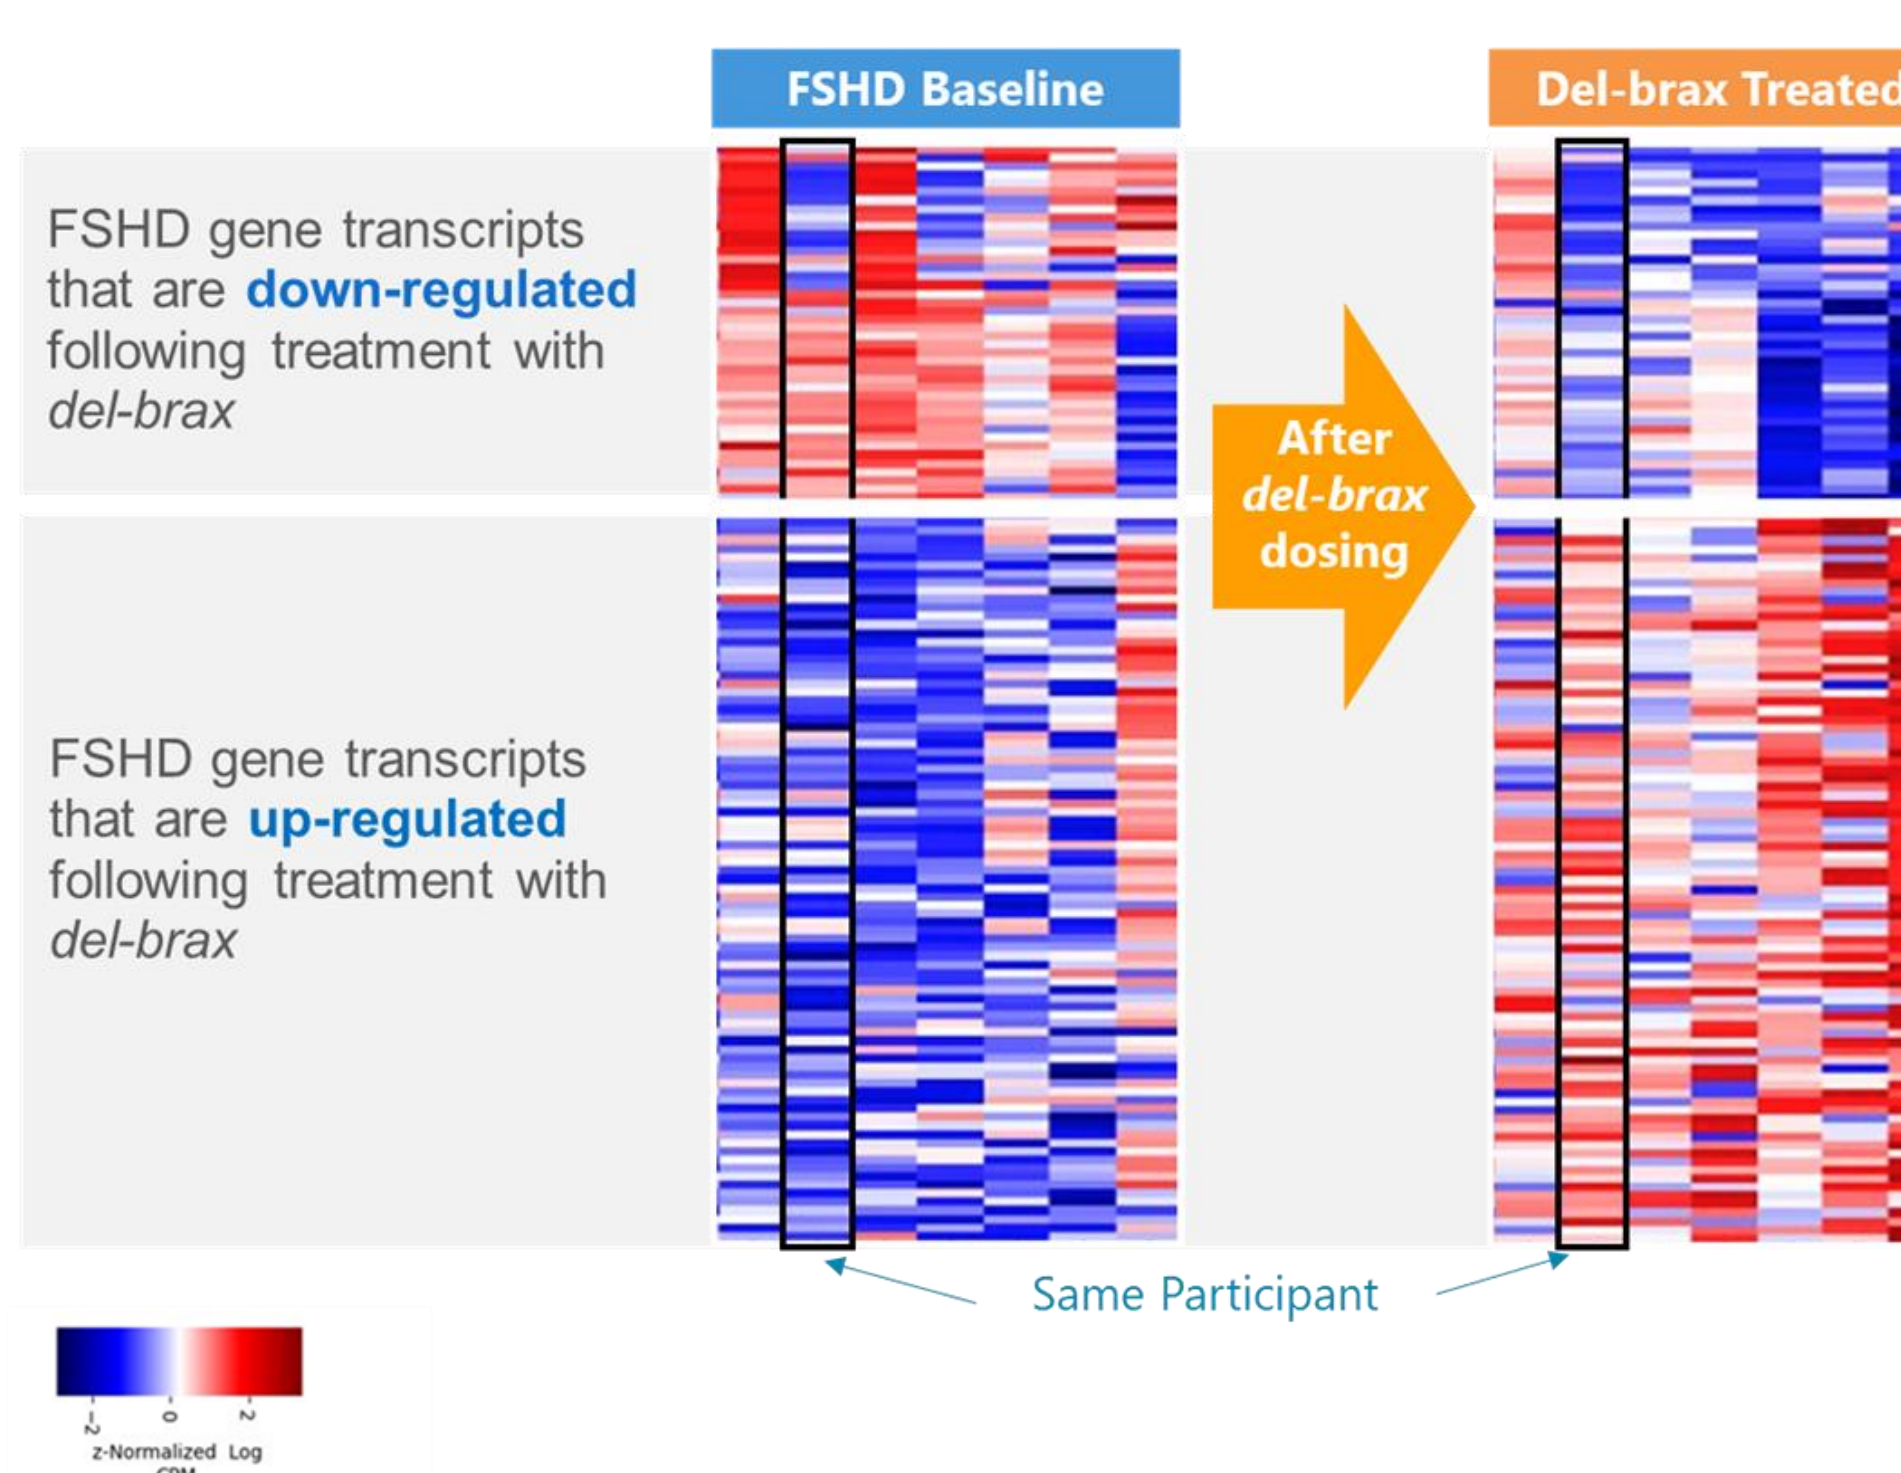 FSHD Baseline
Del-brax Treated
FSHD gene transcripts
that are down-regulated
following treatment with
del-brax
After
del-brax
dosing
FSHD gene transcripts
that are up-regulated
following treatment with
del-brax
Same Participant
-2 0 2
z-Normalized Log
CPM